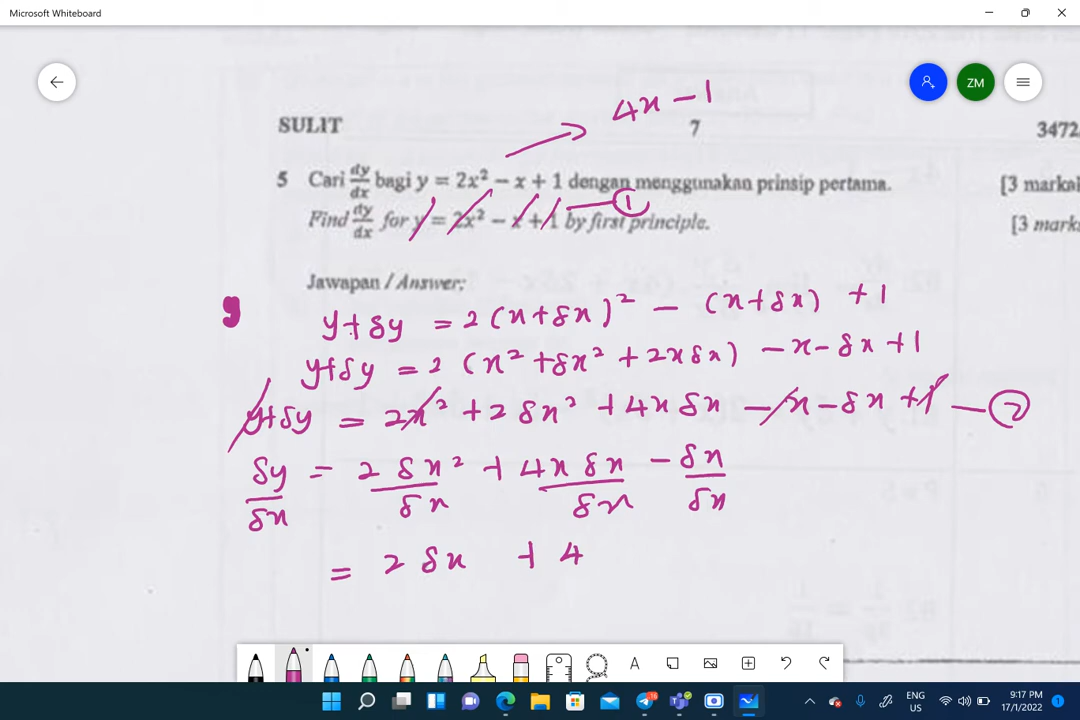 Microsoft Whiteboard
ZM
4x - 1
SULIT
7
3472
5 Cari dy/dx bagi y = 2x² − x + 1 dengan menggunakan prinsip pertama. [3 markah
①
Find dy/dx for y = 2x² − x + 1 by first principle. [3 marks
Jawapan / Answer:
y+δy = 2(x+δx)² − (x+δx) + 1
y+δy = 2(x² + δx² + 2xδx) − x − δx + 1
y+δy = 2x² + 2δx² + 4xδx − x − δx + 1 — ②
δy/δx = 2δx²/δx + 4xδx/δx − δx/δx
= 2δx + 4
A
ENG
US
9:17 PM
17/1/2022